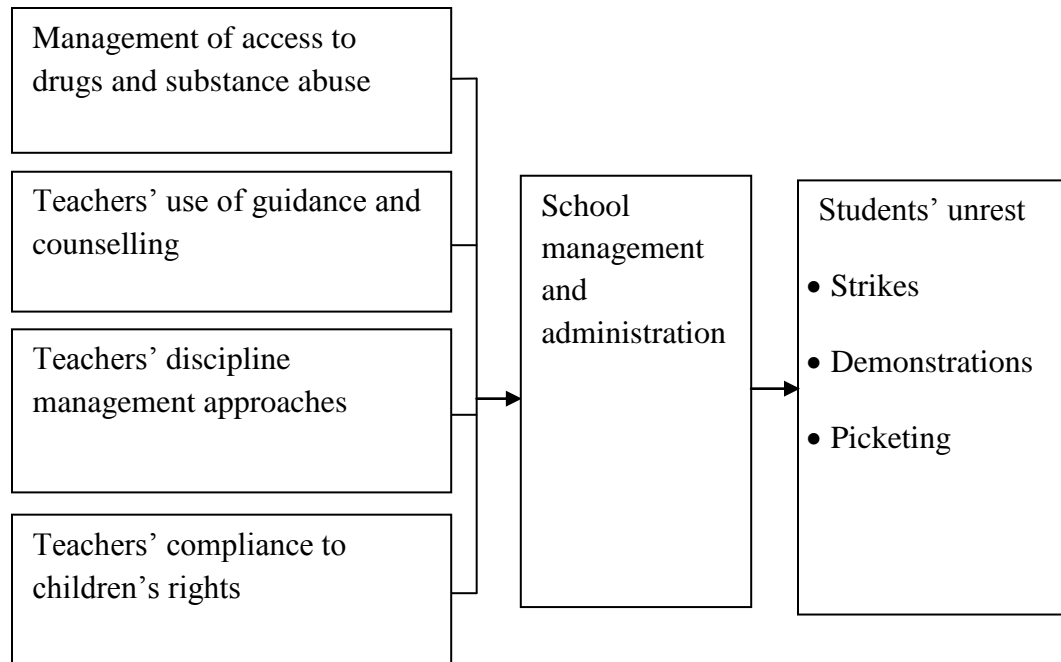 Management of access to
drugs and substance abuse
Teachers’ use of guidance and
counselling
Teachers’ discipline
management approaches
Teachers’ compliance to
children’s rights
School
management
and
administration
Students’ unrest
• Strikes
• Demonstrations
• Picketing